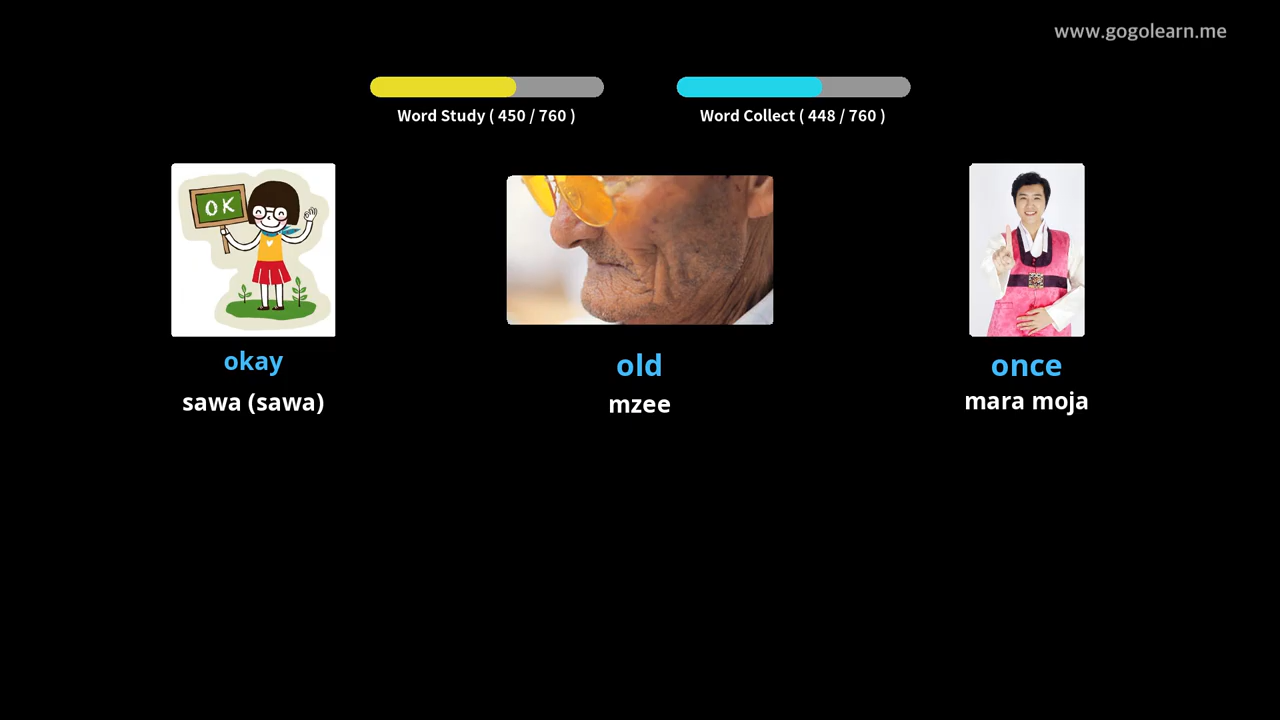 www.gogolearn.me
Word Study ( 450 / 760 )
Word Collect ( 448 / 760 )
OK
okay
old
once
sawa (sawa)
mzee
mara moja